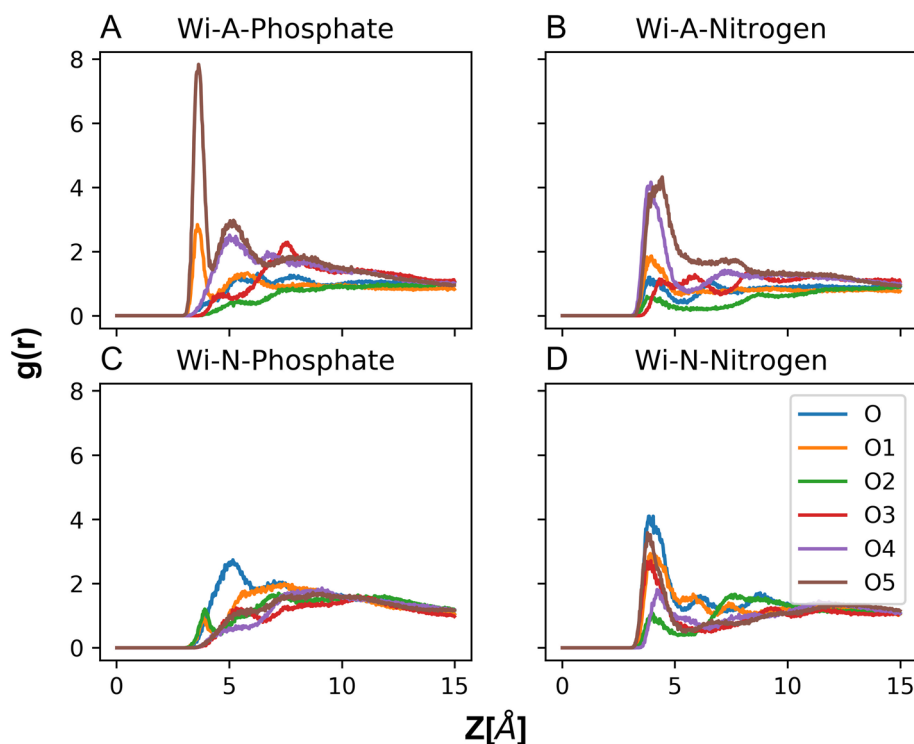 A Wi-A-Phosphate
B Wi-A-Nitrogen
8
6
4
2
0
C Wi-N-Phosphate
D Wi-N-Nitrogen
8
6
4
2
0
O
O1
O2
O3
O4
O5
0 5 10 15
0 5 10 15
g(r)
Z[Å]